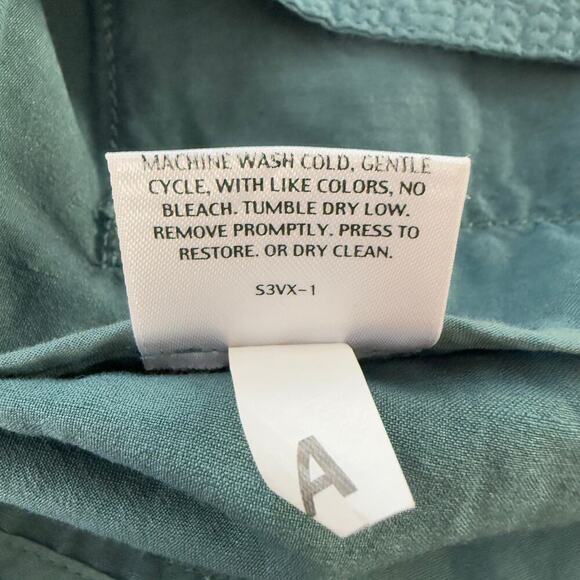 MACHINE WASH COLD, GENTLE
CYCLE, WITH LIKE COLORS, NO
BLEACH. TUMBLE DRY LOW.
REMOVE PROMPTLY. PRESS TO
RESTORE. OR DRY CLEAN.
S3VX-1
A